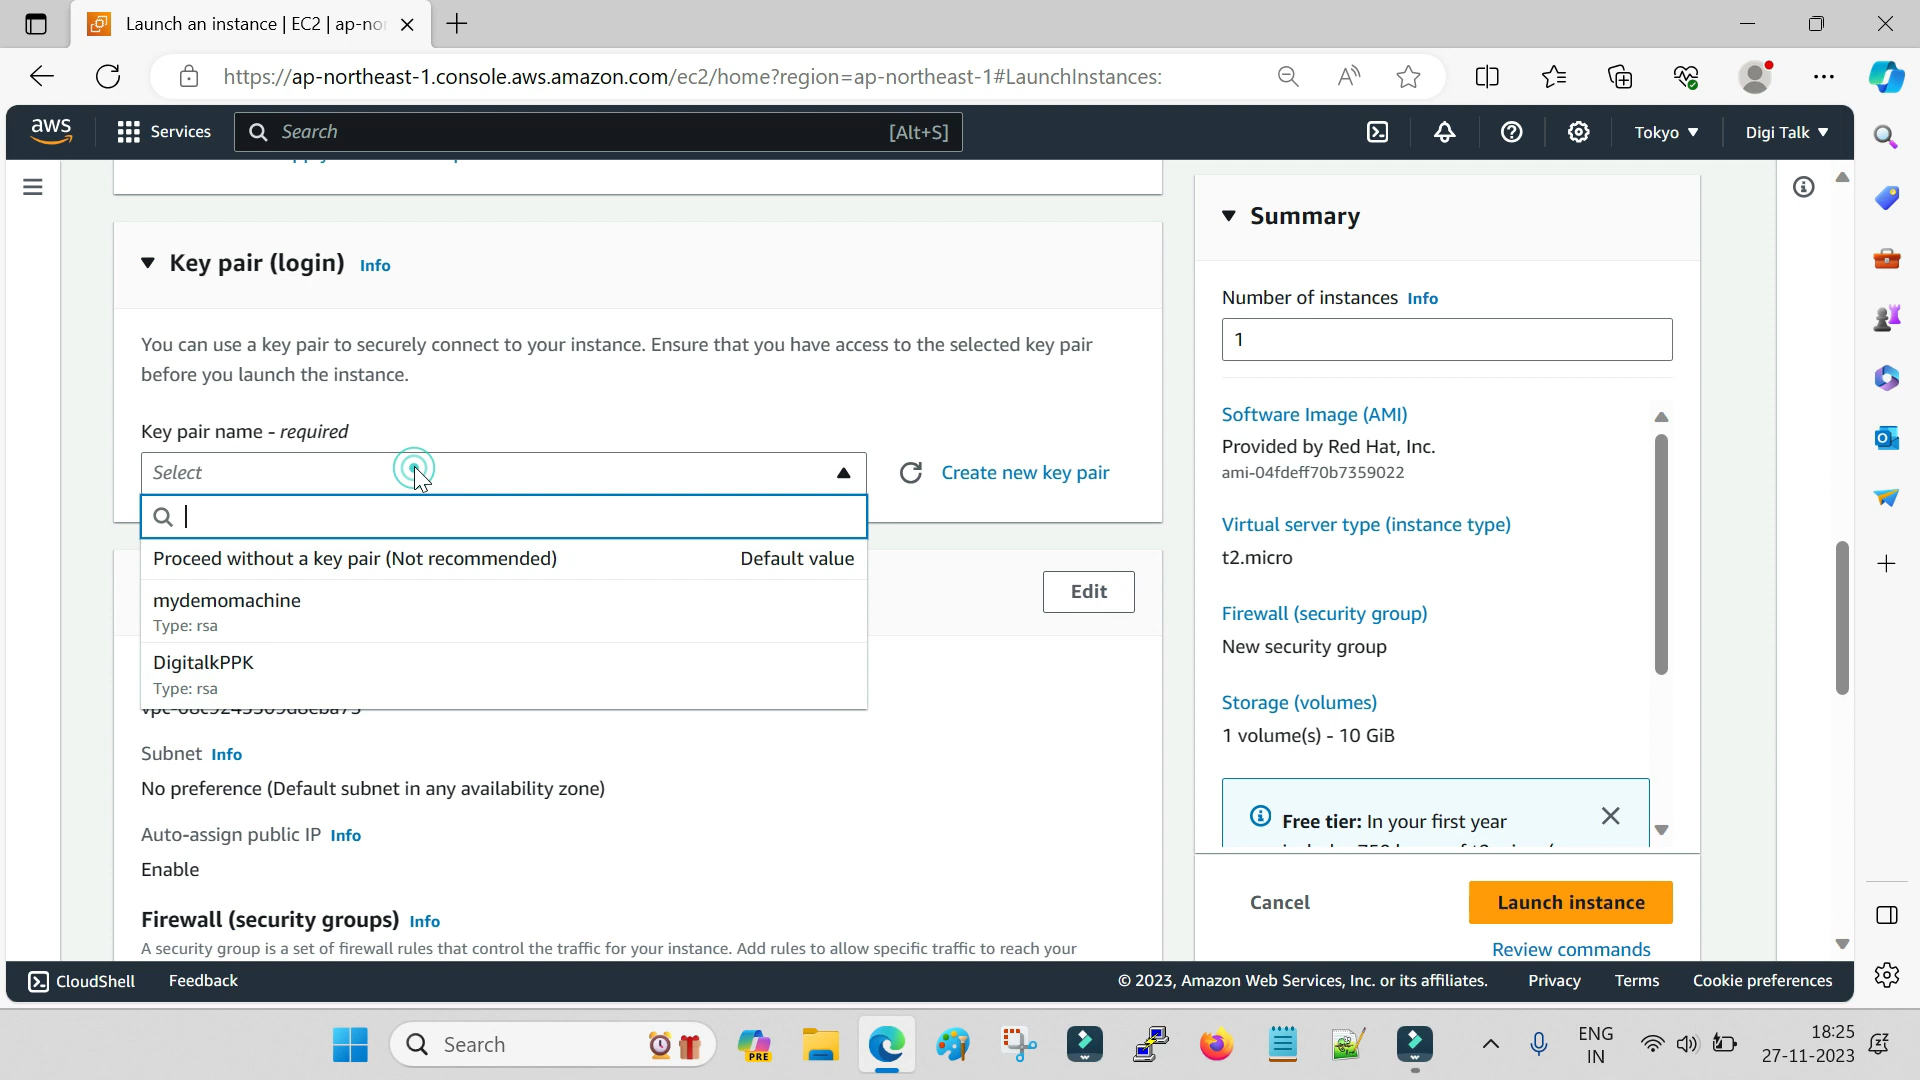 Launch an instance | EC2 | ap-nor
https://ap-northeast-1.console.aws.amazon.com/ec2/home?region=ap-northeast-1#LaunchInstances:
aws
Services
Search
[Alt+S]
Tokyo
Digi Talk
Key pair (login) Info
You can use a key pair to securely connect to your instance. Ensure that you have access to the selected key pair
before you launch the instance.
Key pair name - required
Select
Create new key pair
Proceed without a key pair (Not recommended) Default value
mydemomachine
Type: rsa
DigitalkPPK
Type: rsa
Edit
Subnet Info
No preference (Default subnet in any availability zone)
Auto-assign public IP Info
Enable
Firewall (security groups) Info
A security group is a set of firewall rules that control the traffic for your instance. Add rules to allow specific traffic to reach your
Summary
Number of instances Info
1
Software Image (AMI)
Provided by Red Hat, Inc.
ami-04fdeff70b7359022
Virtual server type (instance type)
t2.micro
Firewall (security group)
New security group
Storage (volumes)
1 volume(s) - 10 GiB
Free tier: In your first year
Cancel
Launch instance
Review commands
CloudShell
Feedback
© 2023, Amazon Web Services, Inc. or its affiliates.
Privacy
Terms
Cookie preferences
Search
PRE
ENG
IN
18:25
27-11-2023